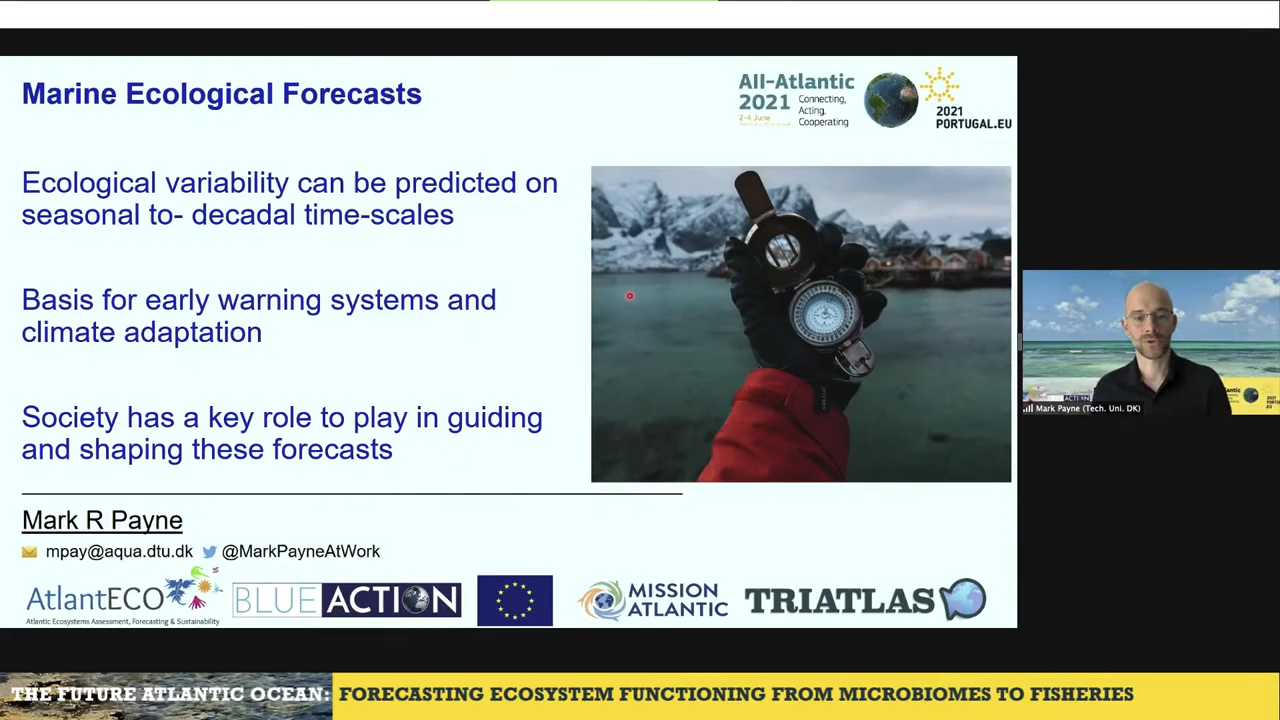 Marine Ecological Forecasts
All-Atlantic
2021
Connecting,
Acting,
Cooperating
2-4 June
2021
PORTUGAL.EU
Ecological variability can be predicted on
seasonal to- decadal time-scales
Basis for early warning systems and
climate adaptation
Society has a key role to play in guiding
and shaping these forecasts
Mark R Payne
mpay@aqua.dtu.dk @MarkPayneAtWork
AtlantECO
Atlantic Ecosystems Assessment, Forecasting & Sustainability
BLUE ACTION
MISSION
ATLANTIC
TRIATLAS
Mark Payne (Tech. Uni. DK)
THE FUTURE ATLANTIC OCEAN: FORECASTING ECOSYSTEM FUNCTIONING FROM MICROBIOMES TO FISHERIES